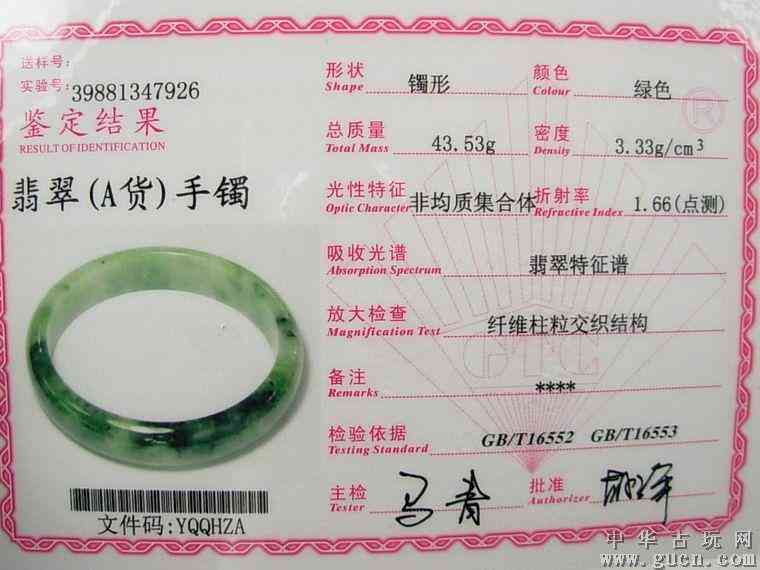 送样号:
实验号: 39881347926
鉴定结果
RESULT OF IDENTIFICATION
翡翠(A货)手镯
文件码:YQQHZA
形状 镯形 颜色 绿色
Shape Colour
总质量 43.53g 密度 3.33g/cm³
Total Mass Density
光性特征 非均质集合体 折射率 1.66(点测)
Optic Character Refractive Index
吸收光谱 翡翠特征谱
Absorption Spectrum
放大检查 纤维柱粒交织结构
Magnification Test
备注 ****
Remarks
检验依据 GB/T16552 GB/T16553
Testing Standard
主检 马青 批准
Tester Authorizer
GTC
®
中华古玩网
www.gucn.com